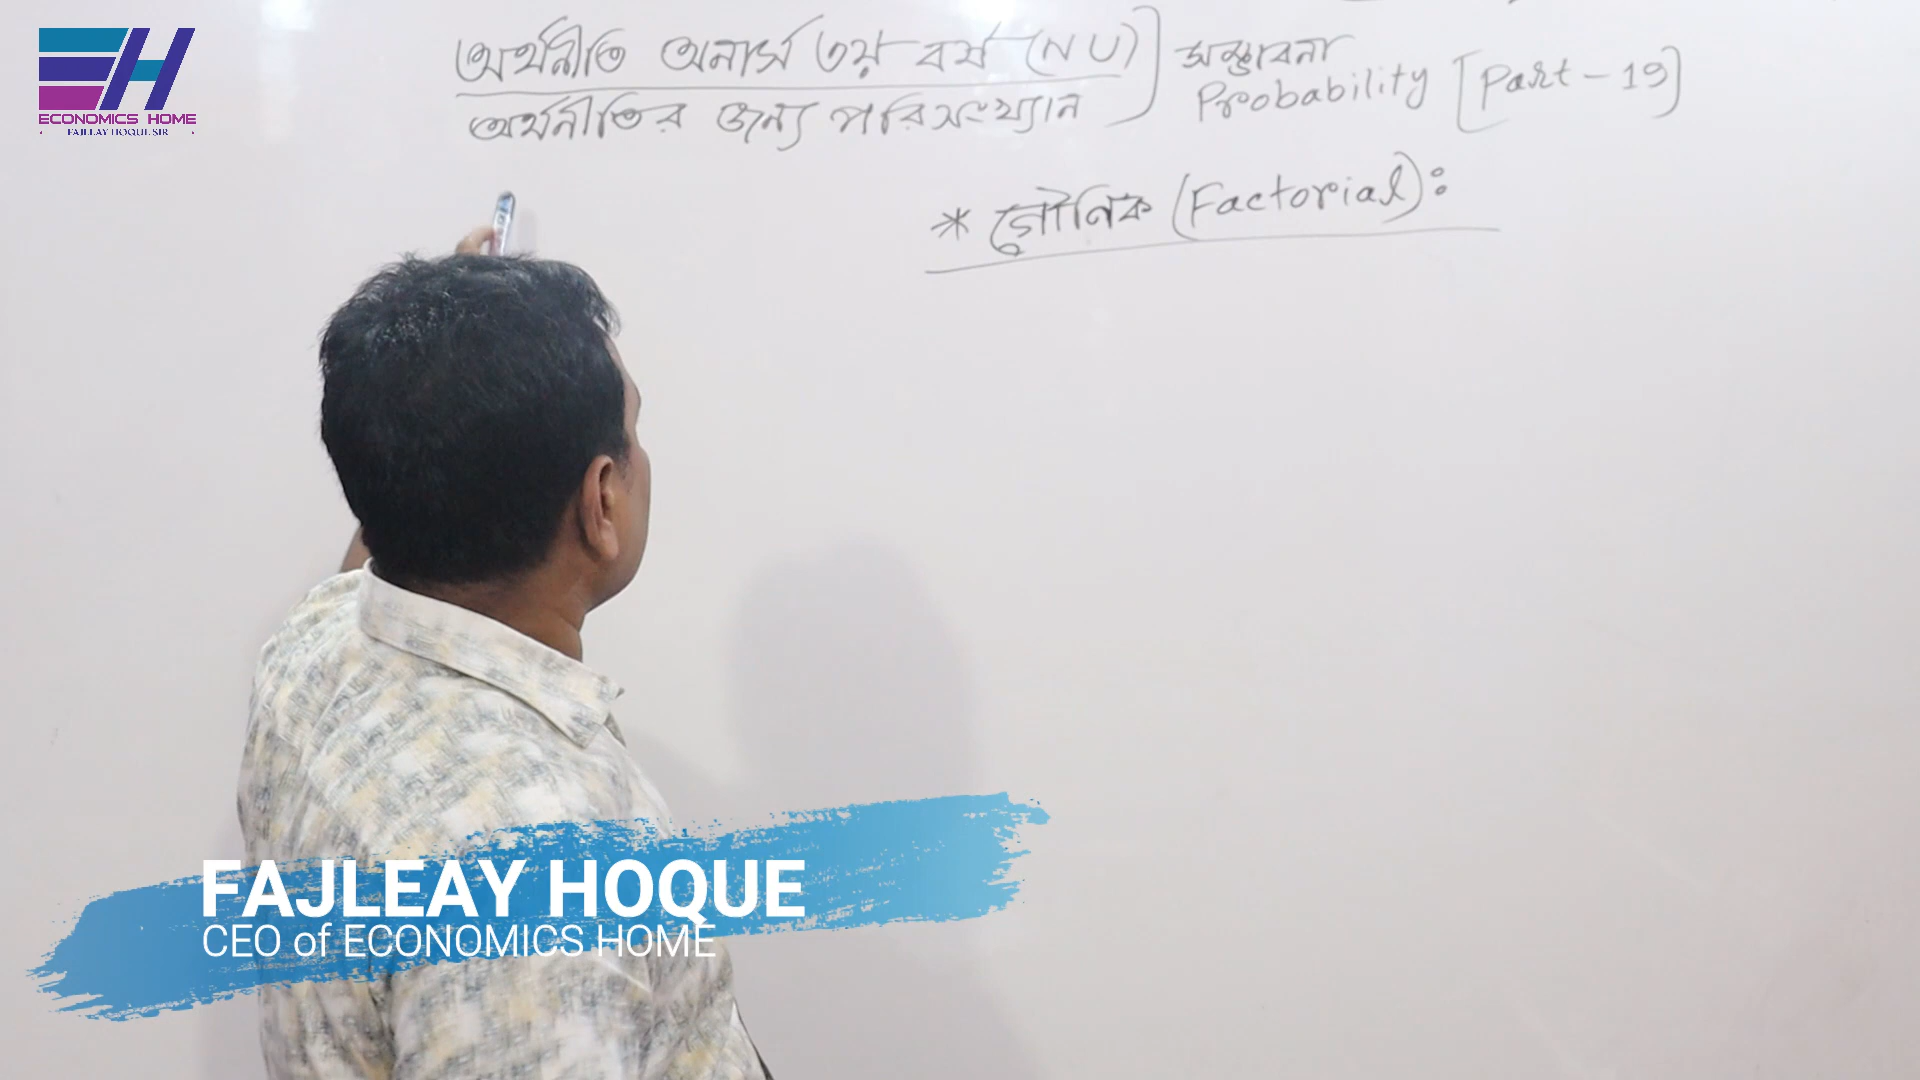 ECONOMICS HOME
FAJLEAY HOQUE SIR
অর্থনীতি অনার্স ৩য় বর্ষ (NU)
অর্থনীতির জন্য পরিসংখ্যান
সম্ভাবনা
Probability [Part-19]
* গৌণিক (Factorial):
FAJLEAY HOQUE
CEO of ECONOMICS HOME